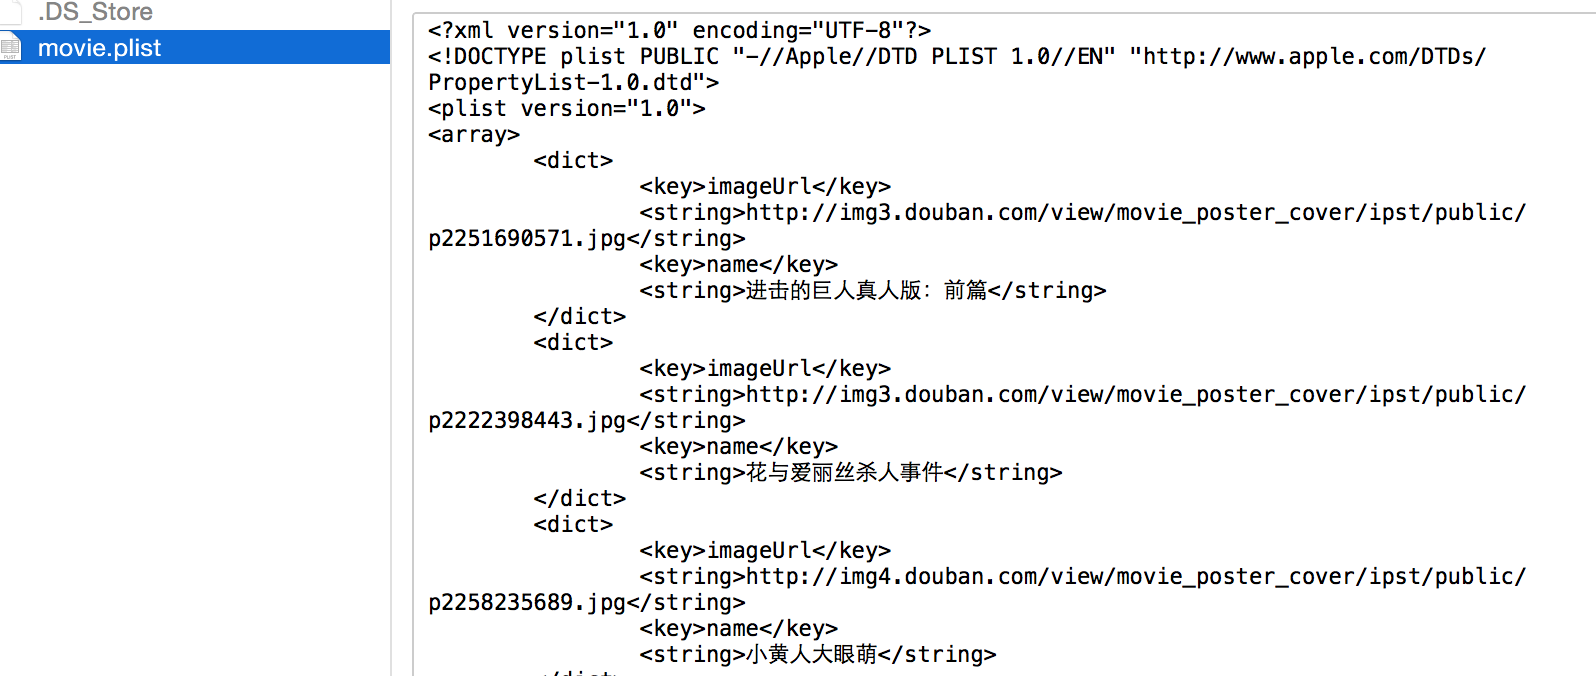 .DS_Store
movie.plist
<?xml version="1.0" encoding="UTF-8"?>
<!DOCTYPE plist PUBLIC "-//Apple//DTD PLIST 1.0//EN" "http://www.apple.com/DTDs/
PropertyList-1.0.dtd">
<plist version="1.0">
<array>
<dict>
<key>imageUrl</key>
<string>http://img3.douban.com/view/movie_poster_cover/ipst/public/
p2251690571.jpg</string>
<key>name</key>
<string>进击的巨人真人版：前篇</string>
</dict>
<dict>
<key>imageUrl</key>
<string>http://img3.douban.com/view/movie_poster_cover/ipst/public/
p2222398443.jpg</string>
<key>name</key>
<string>花与爱丽丝杀人事件</string>
</dict>
<dict>
<key>imageUrl</key>
<string>http://img4.douban.com/view/movie_poster_cover/ipst/public/
p2258235689.jpg</string>
<key>name</key>
<string>小黄人大眼萌</string>